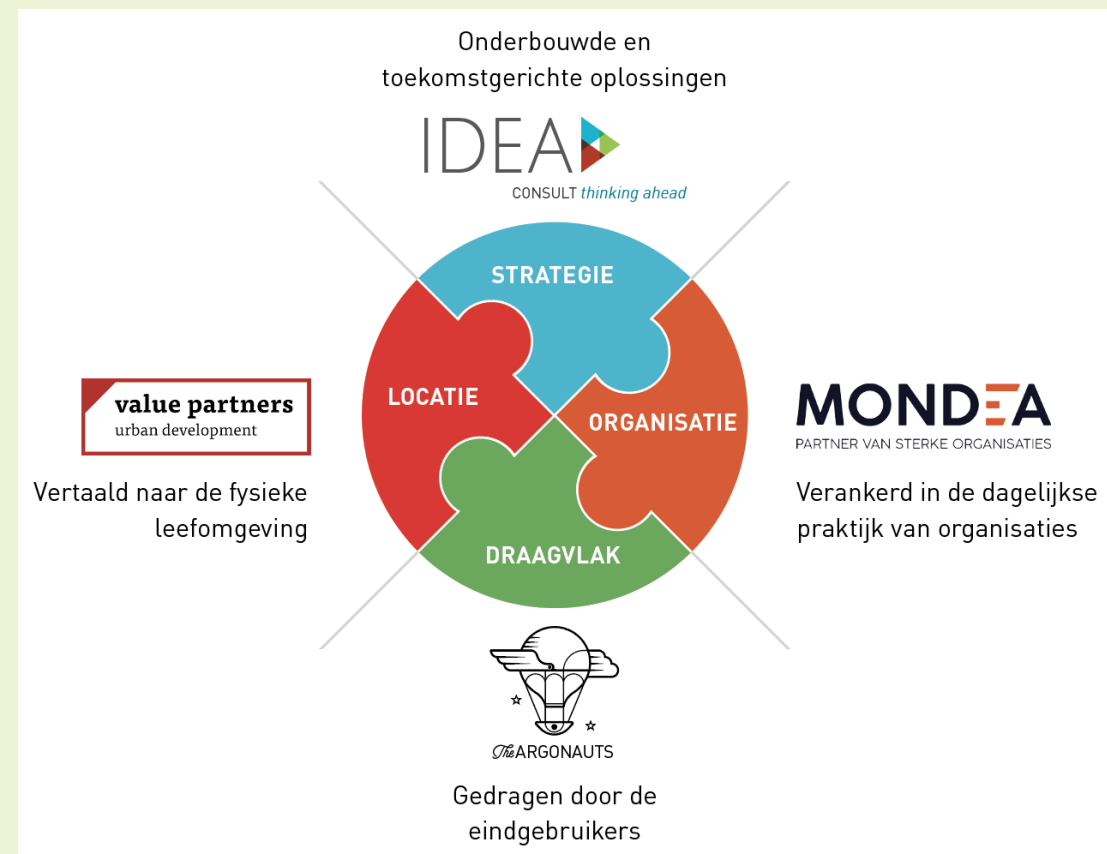 Onderbouwde en
toekomstgerichte oplossingen
IDEA
CONSULT thinking ahead
STRATEGIE
LOCATIE
ORGANISATIE
DRAAGVLAK
value partners
urban development
Vertaald naar de fysieke
leefomgeving
MONDEA
PARTNER VAN STERKE ORGANISATIES
Verankerd in de dagelijkse
praktijk van organisaties
The ARGONAUTS
Gedragen door de
eindgebruikers